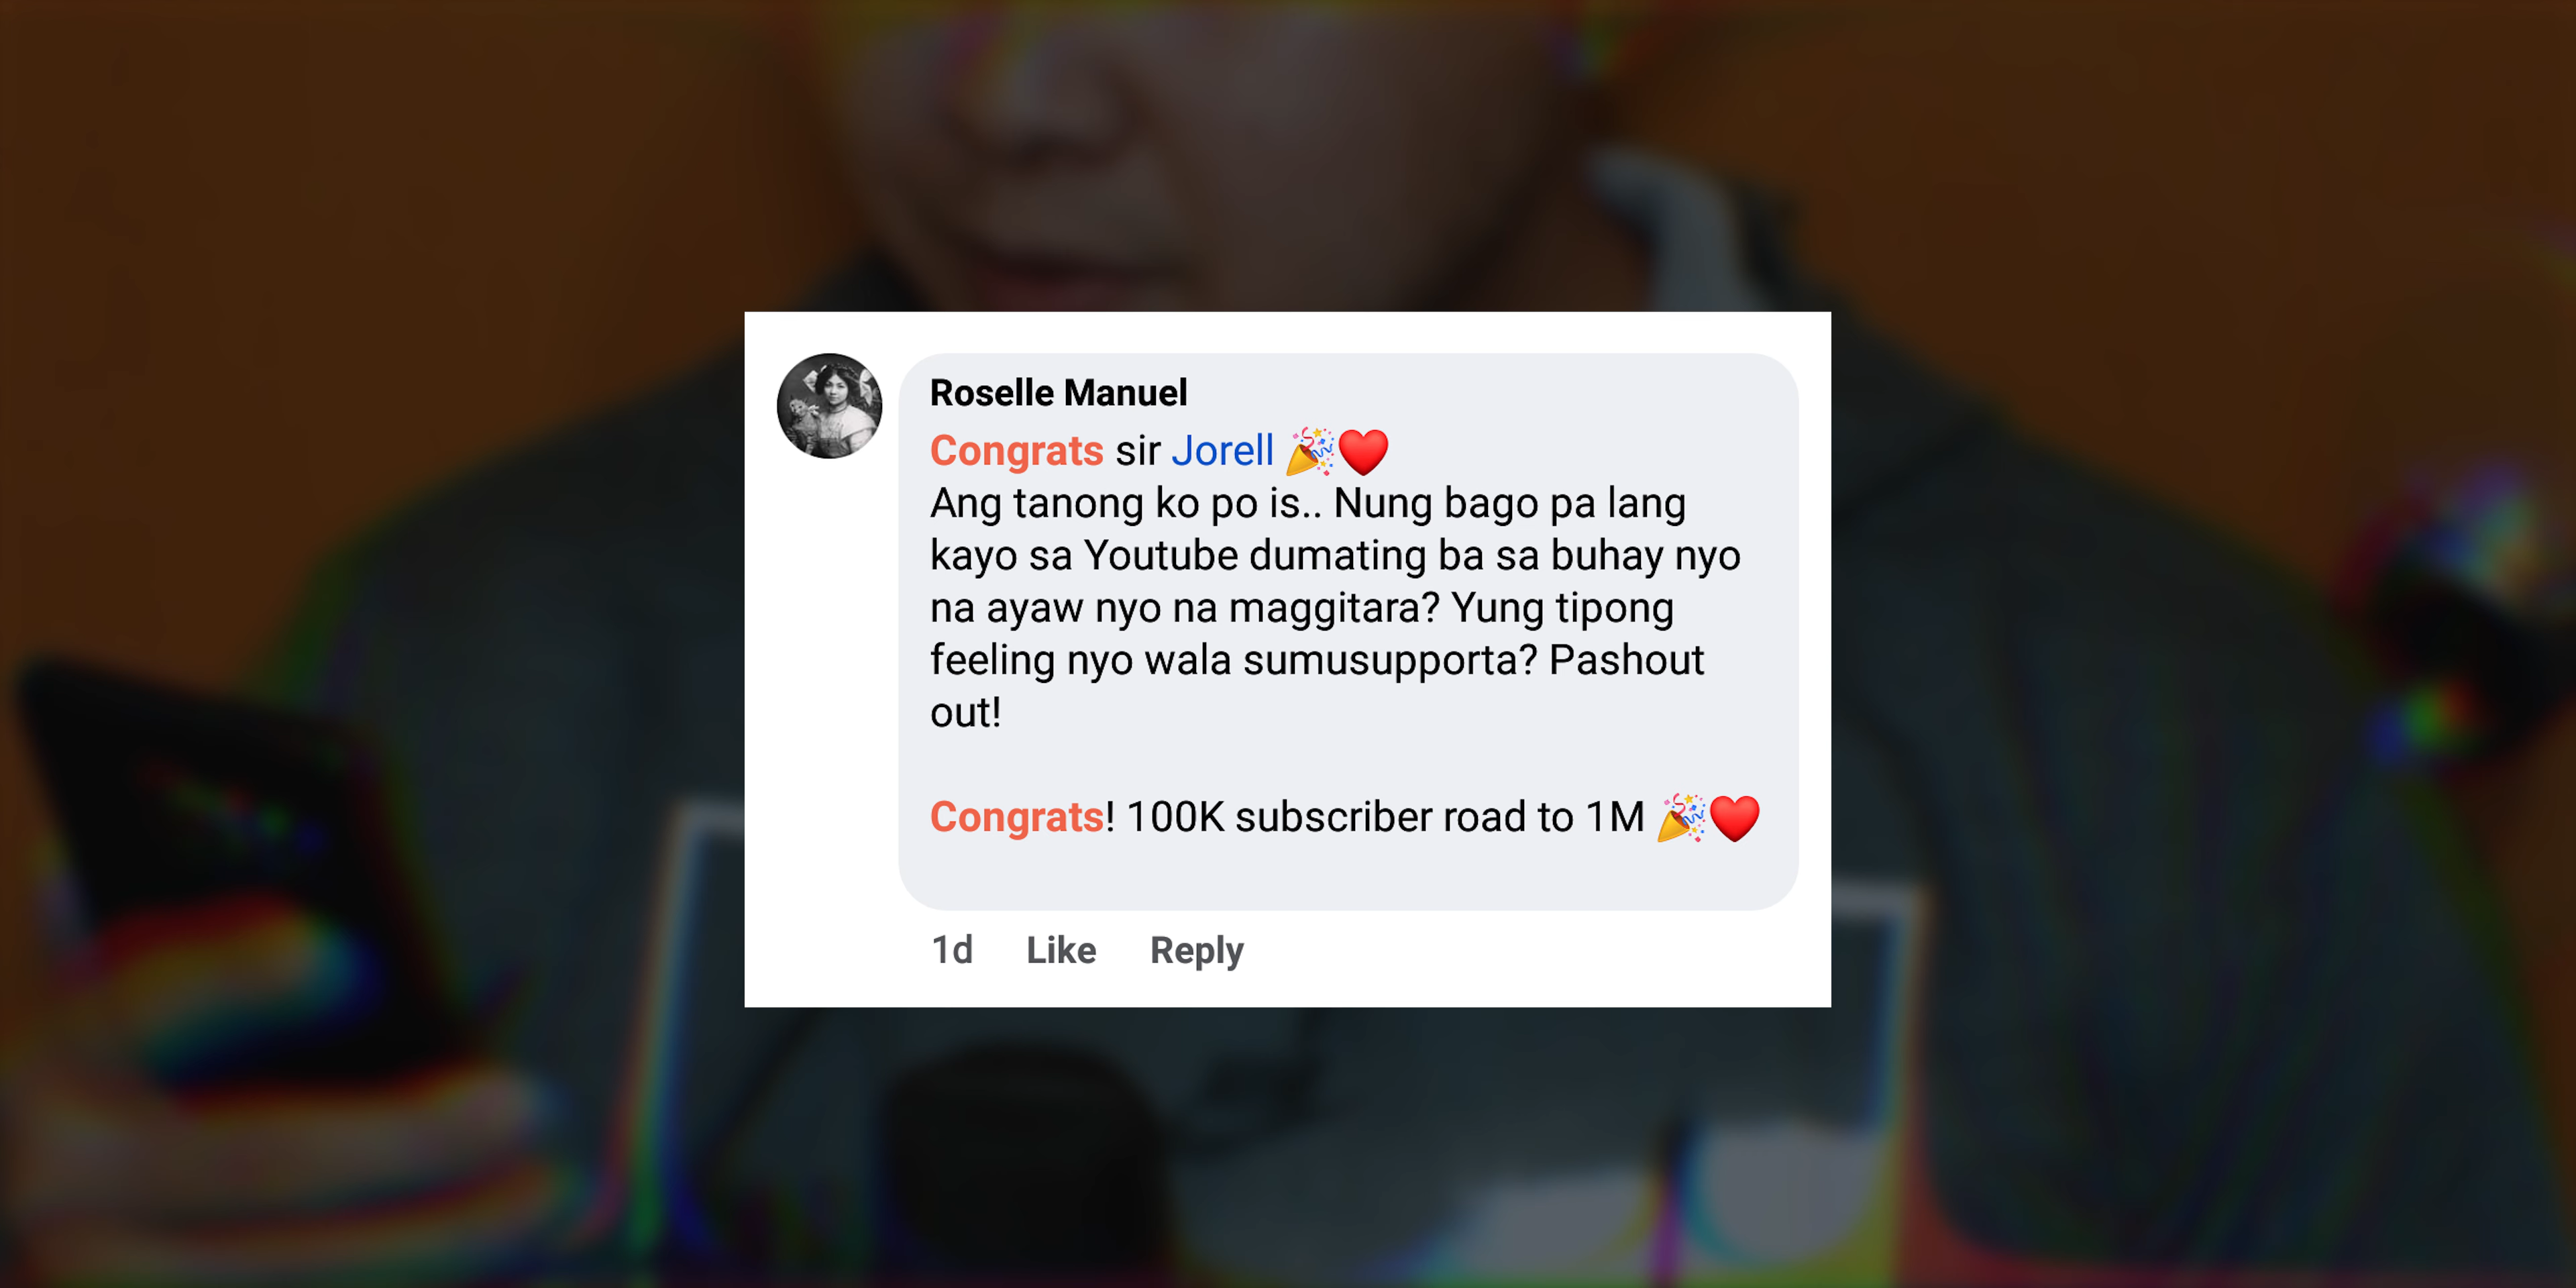 Roselle Manuel
Congrats sir Jorell 🎉❤️
Ang tanong ko po is.. Nung bago pa lang
kayo sa Youtube dumating ba sa buhay nyo
na ayaw nyo na maggitara? Yung tipong
feeling nyo wala sumusupporta? Pashout
out!
Congrats! 100K subscriber road to 1M 🎉❤️
1d Like Reply